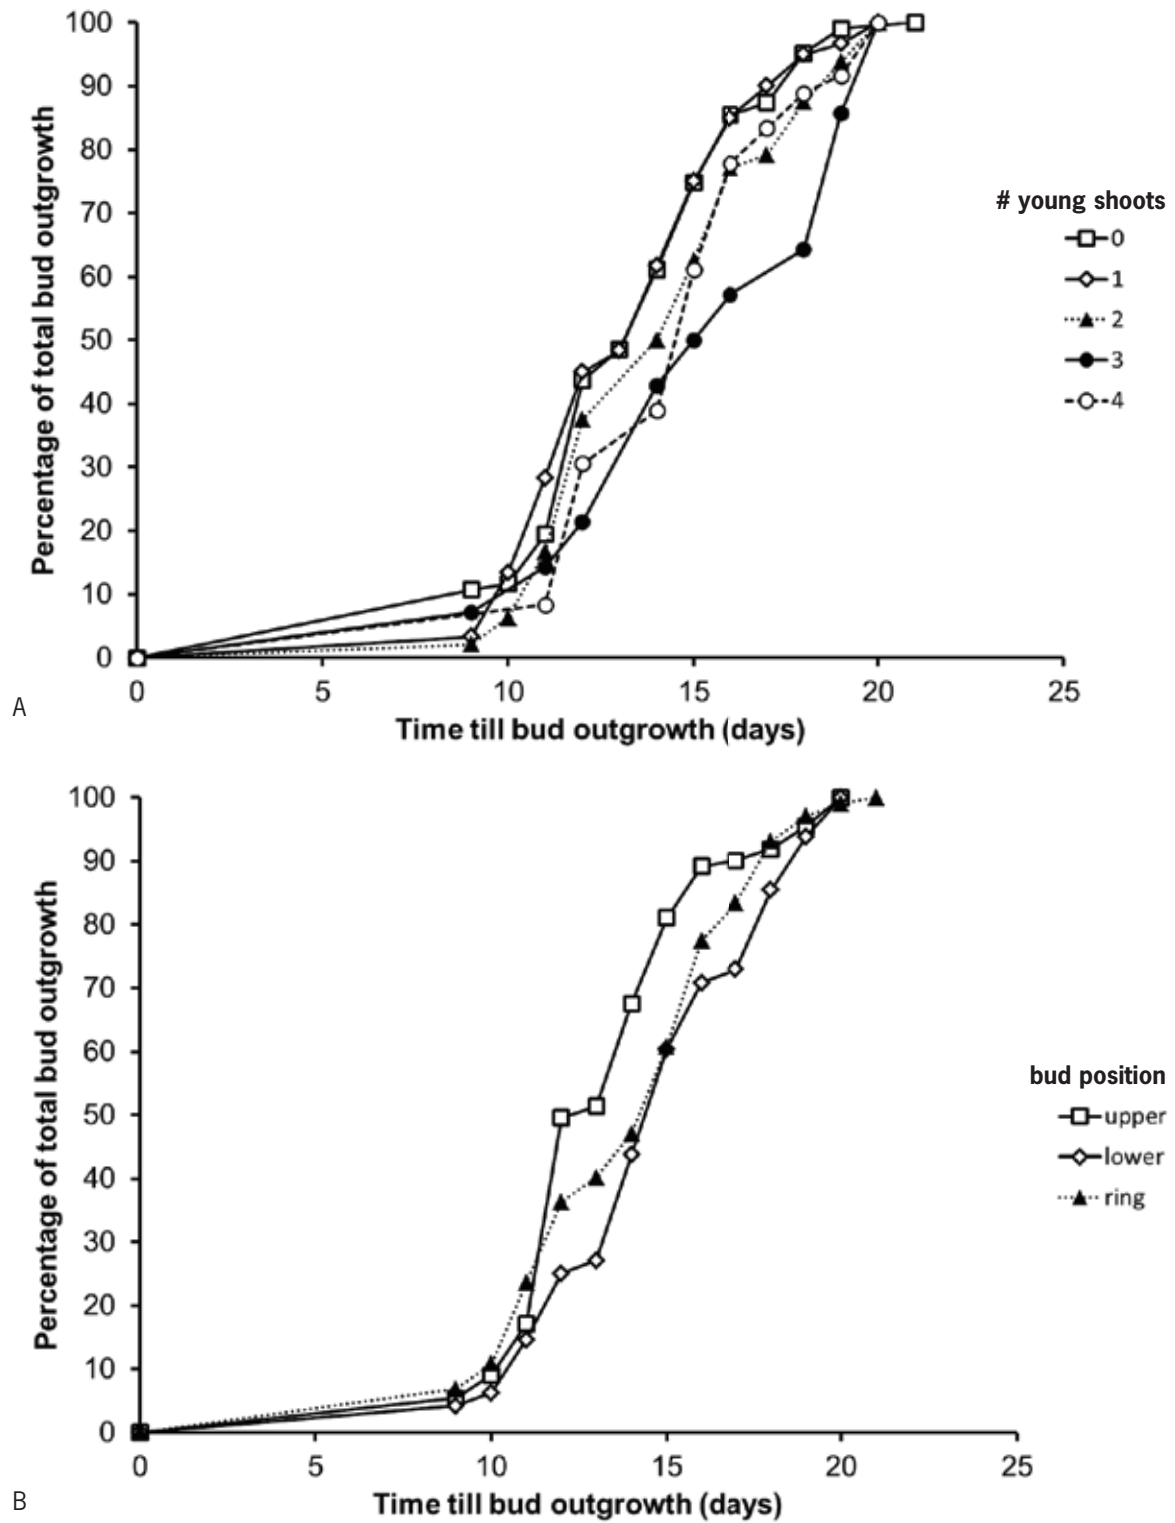 100
90
80
70
60
50
40
30
20
10
0
Percentage of total bud outgrowth
0 5 10 15 20 25
Time till bud outgrowth (days)
# young shoots
0
1
2
3
4
A
100
90
80
70
60
50
40
30
20
10
0
Percentage of total bud outgrowth
0 5 10 15 20 25
Time till bud outgrowth (days)
bud position
upper
lower
ring
B